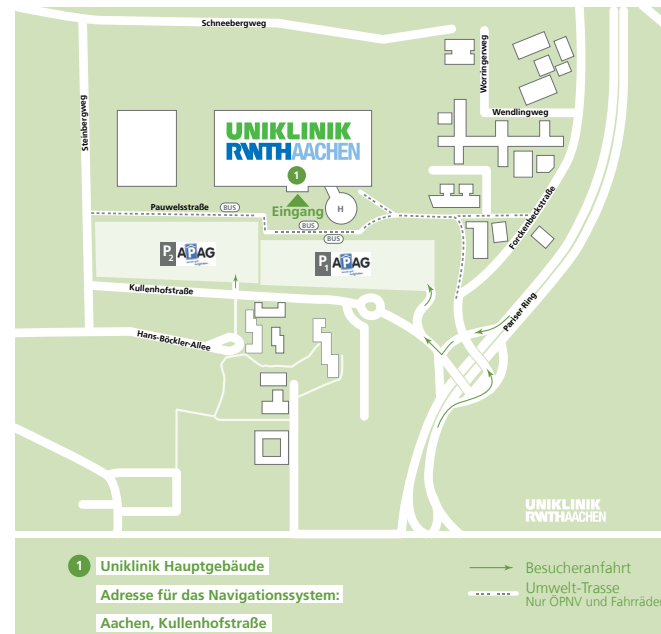 Schneebergweg
Steinbergweg
Worringerweg
Wendlingweg
UNIKLINIK
RWTHAACHEN
1
Eingang
H
Pauwelsstraße
BUS
BUS
BUS
Forckenbeckstraße
P2 APAG
P1 APAG
Kullenhofstraße
Pariser Ring
Hans-Böckler-Allee
UNIKLINIK
RWTHAACHEN
1 Uniklinik Hauptgebäude
Adresse für das Navigationssystem:
Aachen, Kullenhofstraße
Besucheranfahrt
Umwelt-Trasse
Nur ÖPNV und Fahrräder